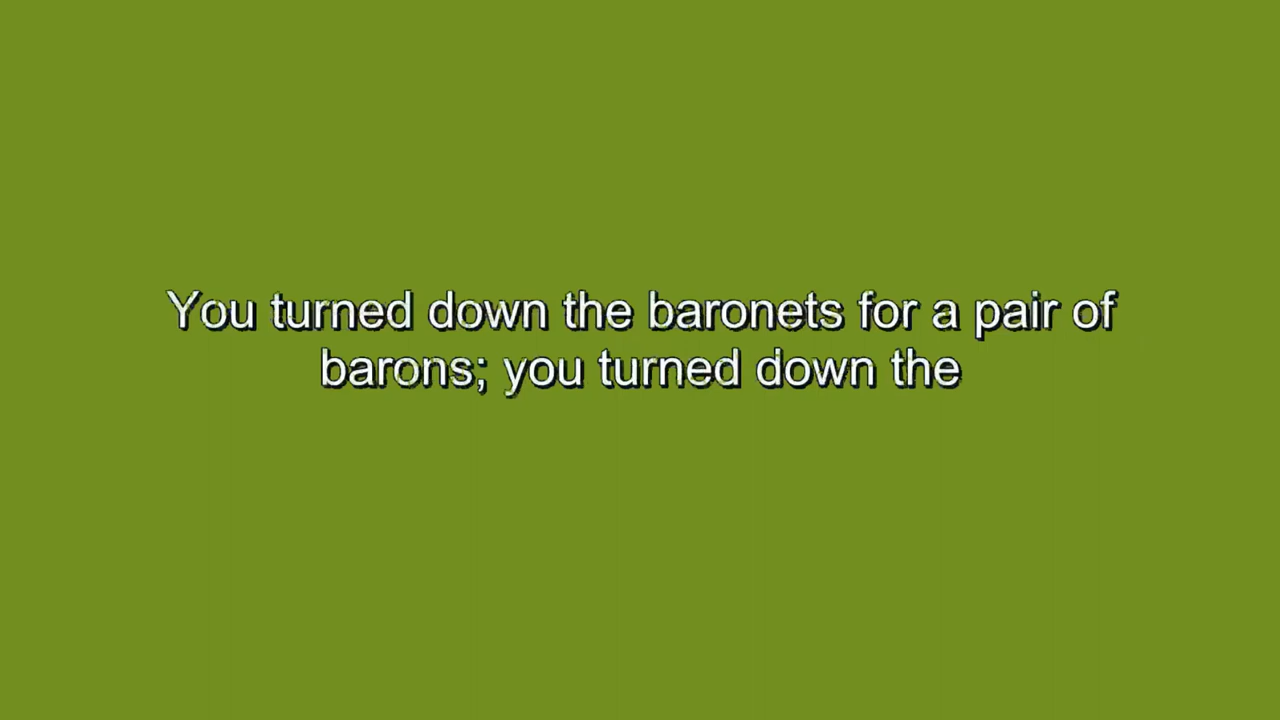 You turned down the baronets for a pair of
barons; you turned down the